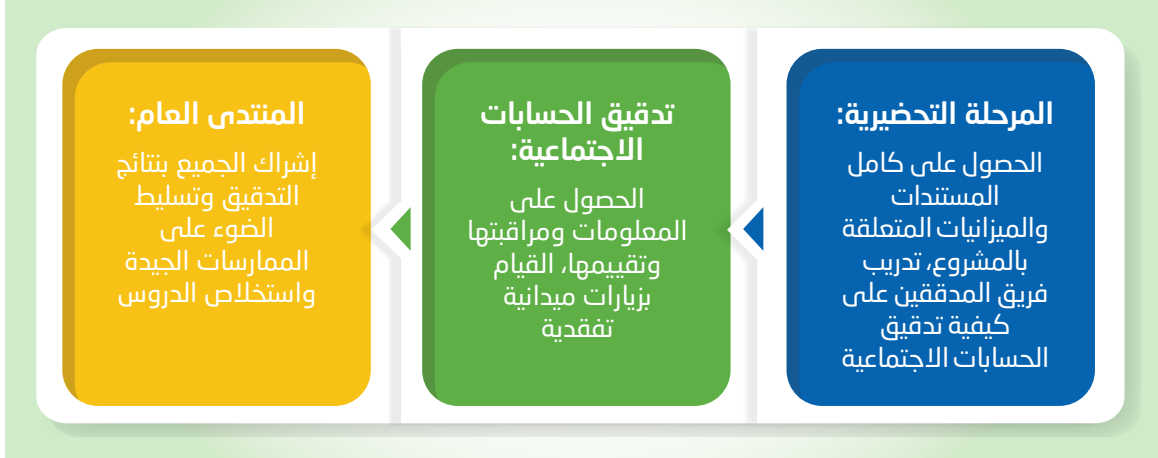 المرحلة التحضيرية:
الحصول على كامل
المستندات
والميزانيات المتعلقة
بالمشروع، تدريب
فريق المدققين على
كيفية تدقيق
الحسابات الاجتماعية
تدقيق الحسابات
الاجتماعية:
الحصول على
المعلومات ومراقبتها
وتقييمها، القيام
بزيارات ميدانية
تفقدية
المنتدى العام:
إشراك الجميع بنتائج
التدقيق وتسليط
الضوء على
الممارسات الجيدة
واستخلاص الدروس